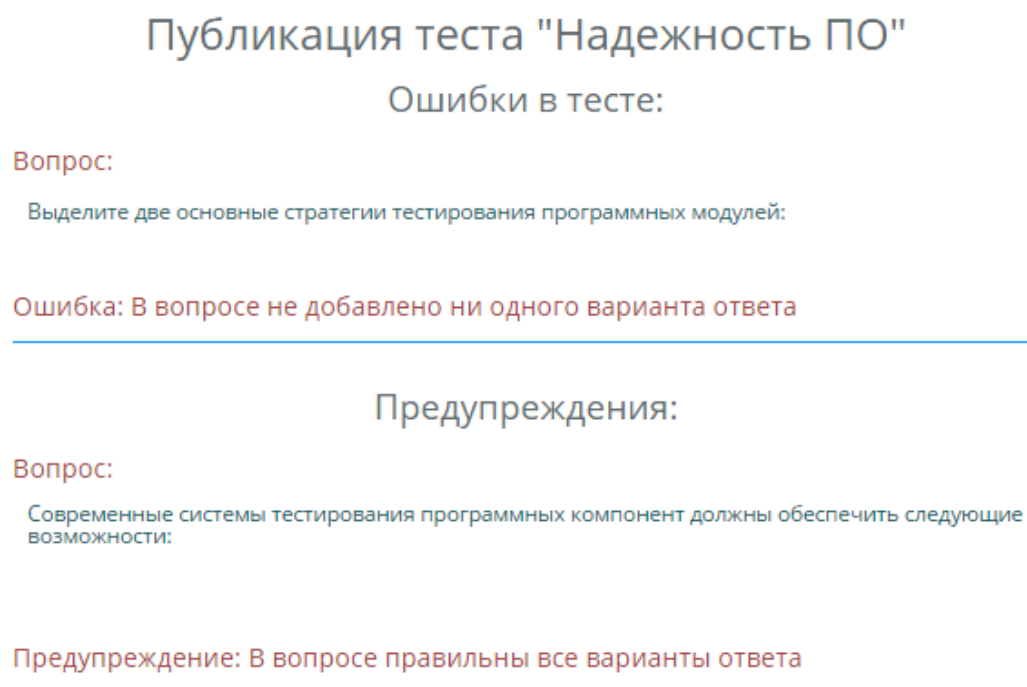 Публикация теста "Надежность ПО"
Ошибки в тесте:
Вопрос:
Выделите две основные стратегии тестирования программных модулей:
Ошибка: В вопросе не добавлено ни одного варианта ответа
Предупреждения:
Вопрос:
Современные системы тестирования программных компонент должны обеспечить следующие
возможности:
Предупреждение: В вопросе правильны все варианты ответа